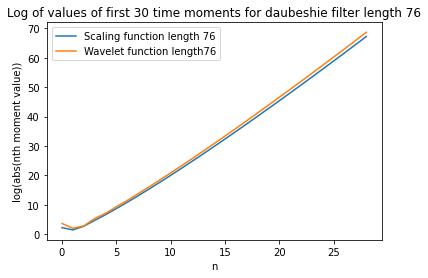 Log of values of first 30 time moments for daubeshie filter length 76
Scaling function length 76
Wavelet function length76
log(abs(nth moment value))
70
60
50
40
30
20
10
0
0 5 10 15 20 25
n